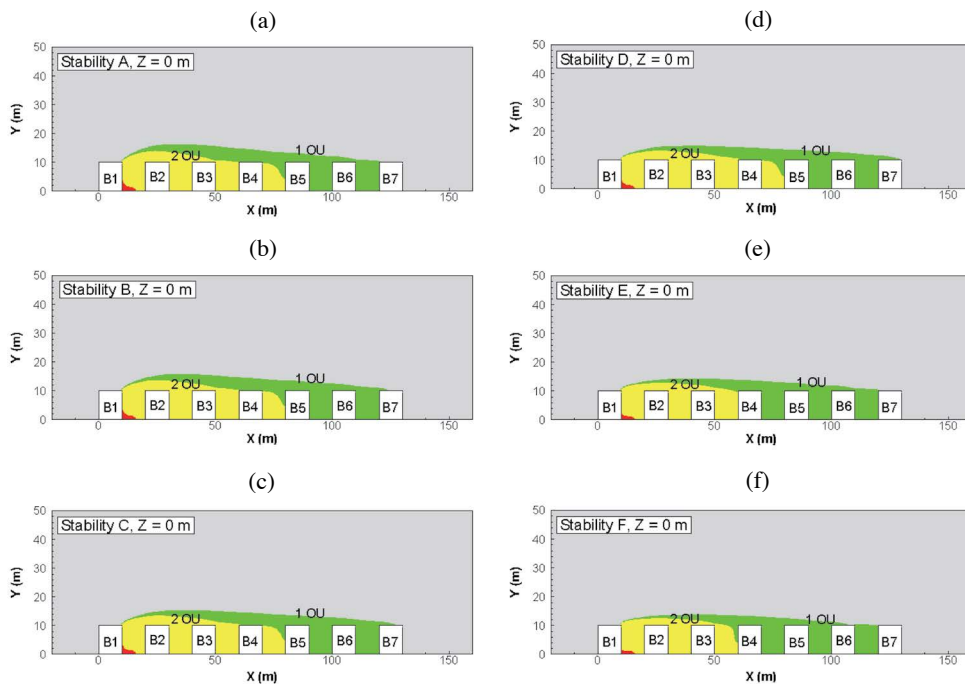 (a)
50
40
30
20
10
0
Y (m)
Stability A, Z = 0 m
2 OU
1 OU
B1 B2 B3 B4 B5 B6 B7
0 50 100 150
X (m)
(b)
50
40
30
20
10
0
Y (m)
Stability B, Z = 0 m
2 OU
1 OU
B1 B2 B3 B4 B5 B6 B7
0 50 100 150
X (m)
(c)
50
40
30
20
10
0
Y (m)
Stability C, Z = 0 m
2 OU
1 OU
B1 B2 B3 B4 B5 B6 B7
0 50 100 150
X (m)
(d)
50
40
30
20
10
0
Y (m)
Stability D, Z = 0 m
2 OU
1 OU
B1 B2 B3 B4 B5 B6 B7
0 50 100 150
X (m)
(e)
50
40
30
20
10
0
Y (m)
Stability E, Z = 0 m
2 OU
1 OU
B1 B2 B3 B4 B5 B6 B7
0 50 100 150
X (m)
(f)
50
40
30
20
10
0
Y (m)
Stability F, Z = 0 m
2 OU
1 OU
B1 B2 B3 B4 B5 B6 B7
0 50 100 150
X (m)